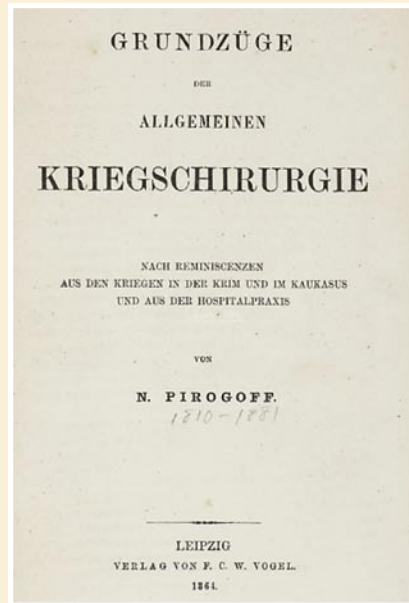 GRUNDZÜGE
DER
ALLGEMEINEN
KRIEGSCHIRURGIE
NACH REMINISCENZEN
AUS DEN KRIEGEN IN DER KRIM UND IM KAUKASUS
UND AUS DER HOSPITALPRAXIS
VON
N. PIROGOFF.
1810-1881
LEIPZIG
VERLAG VON F. C. W. VOGEL.
1864.